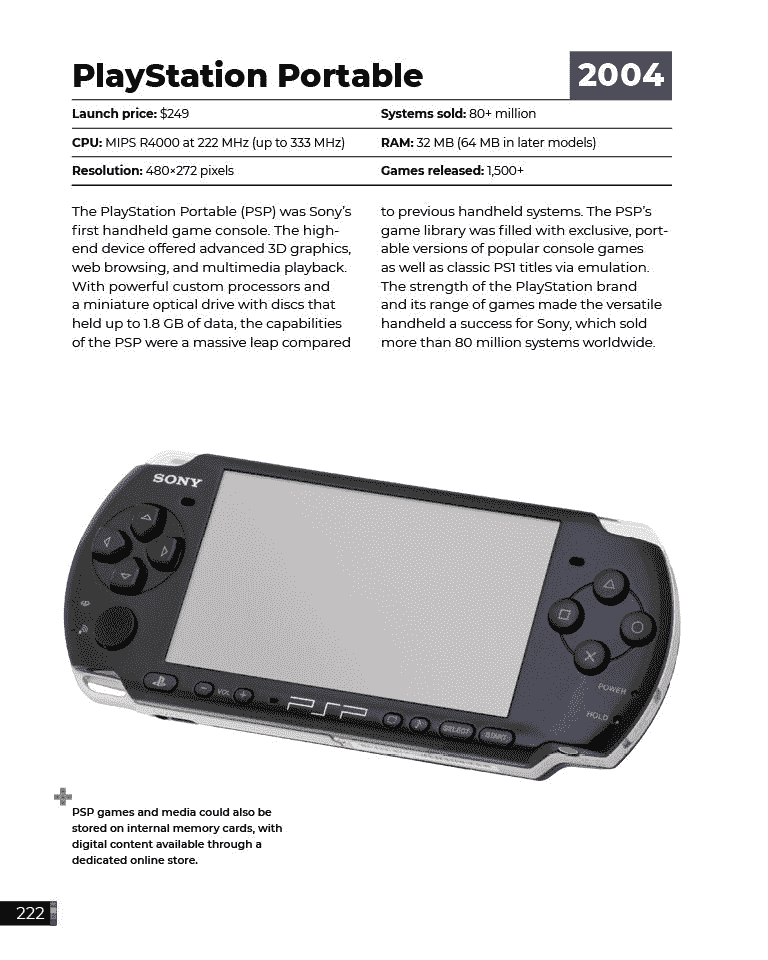 PlayStation Portable
2004
Launch price: $249
Systems sold: 80+ million
CPU: MIPS R4000 at 222 MHz (up to 333 MHz)
RAM: 32 MB (64 MB in later models)
Resolution: 480×272 pixels
Games released: 1,500+
The PlayStation Portable (PSP) was Sony’s
first handheld game console. The high-
end device offered advanced 3D graphics,
web browsing, and multimedia playback.
With powerful custom processors and
a miniature optical drive with discs that
held up to 1.8 GB of data, the capabilities
of the PSP were a massive leap compared
to previous handheld systems. The PSP’s
game library was filled with exclusive, port-
able versions of popular console games
as well as classic PS1 titles via emulation.
The strength of the PlayStation brand
and its range of games made the versatile
handheld a success for Sony, which sold
more than 80 million systems worldwide.
SONY
POWER
HOLD
− VOL +
PSP
SELECT
START
PSP games and media could also be
stored on internal memory cards, with
digital content available through a
dedicated online store.
222